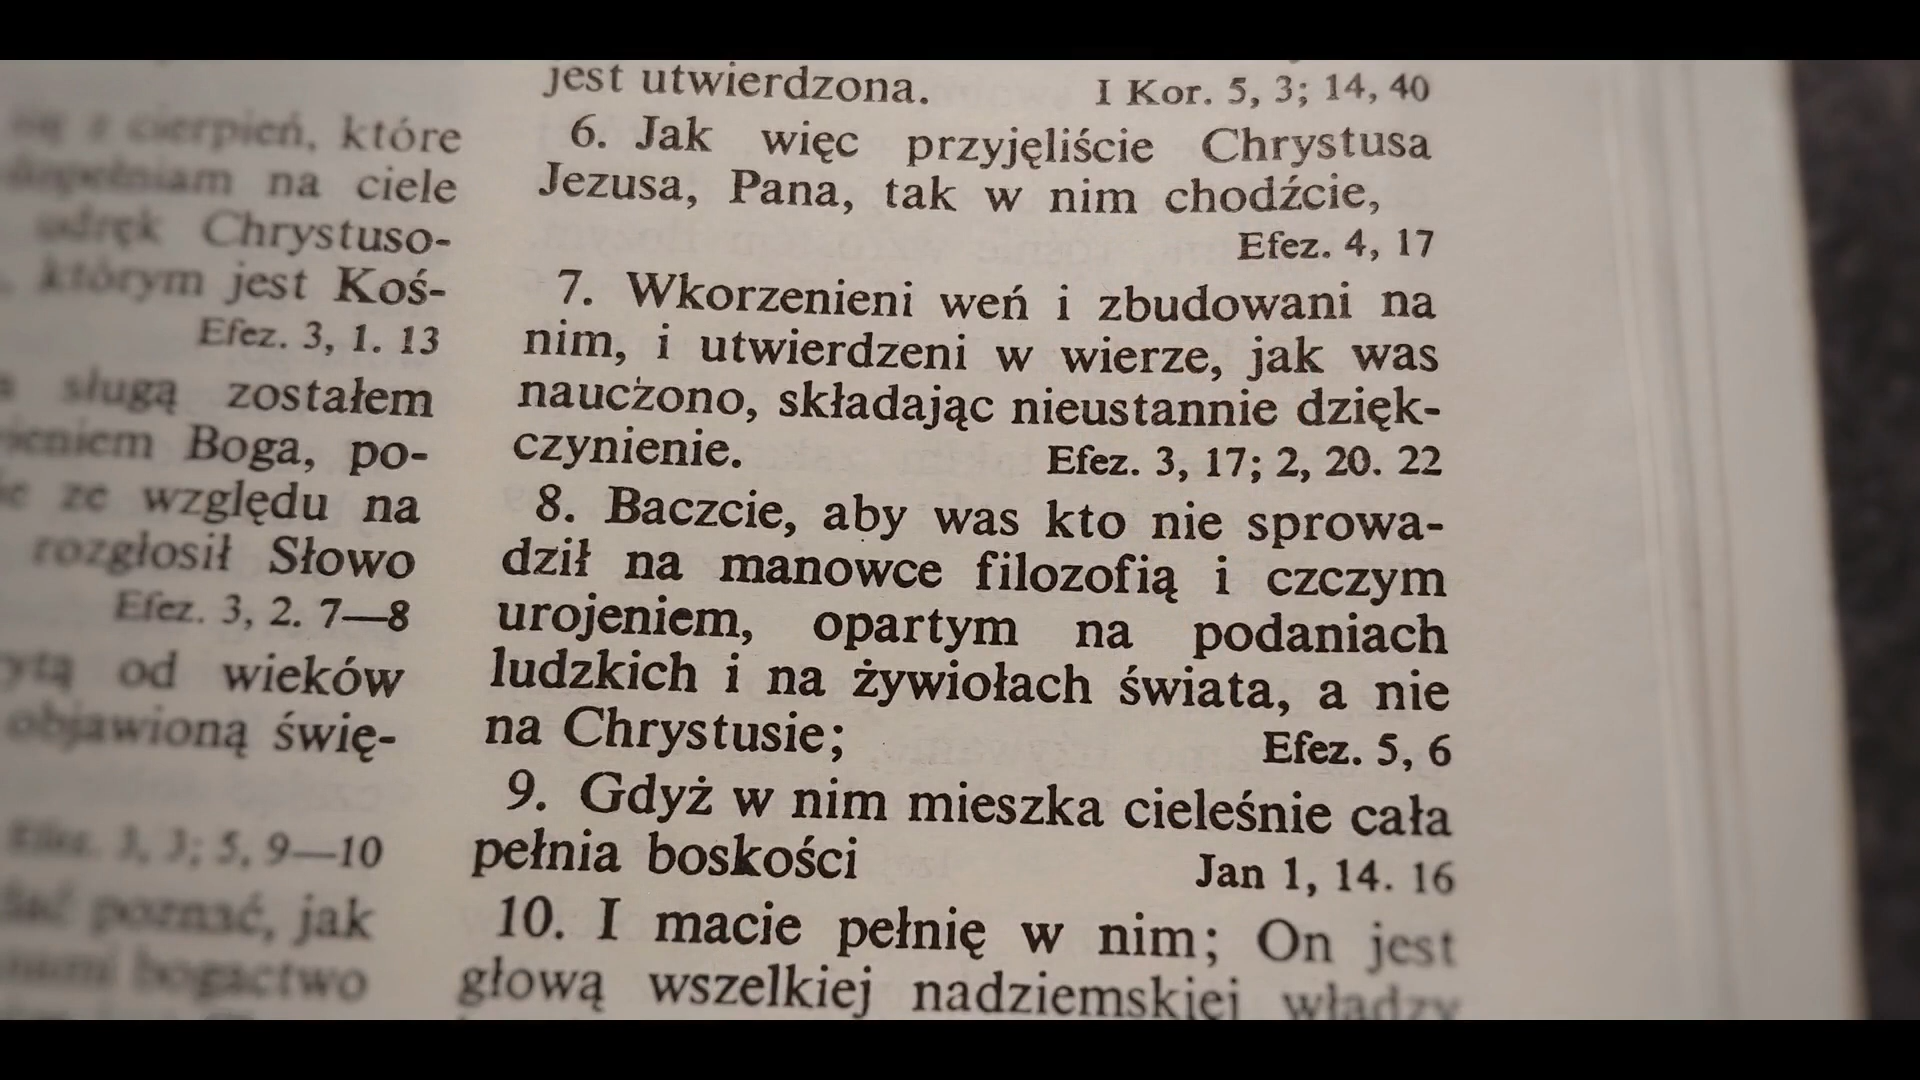 które
na ciele
udręk Chrystuso-
którym jest Koś-
Efez. 3, 1. 13
sługą zostałem
Boga, po-
ze względu na
rozgłosił Słowo
Efez. 3, 2. 7—8
od wieków
objawioną świę-
3, 3; 5, 9—10
poznać, jak
bogactwo
jest utwierdzona. I Kor. 5, 3; 14, 40
6. Jak więc przyjęliście Chrystusa
Jezusa, Pana, tak w nim chodźcie,
Efez. 4, 17
7. Wkorzenieni weń i zbudowani na
nim, i utwierdzeni w wierze, jak was
nauczono, składając nieustannie dzięk-
czynienie. Efez. 3, 17; 2, 20. 22
8. Baczcie, aby was kto nie sprowa-
dził na manowce filozofią i czczym
urojeniem, opartym na podaniach
ludzkich i na żywiołach świata, a nie
na Chrystusie; Efez. 5, 6
9. Gdyż w nim mieszka cieleśnie cała
pełnia boskości Jan 1, 14. 16
10. I macie pełnię w nim; On jest
głową wszelkiej nadziemskiej władzy